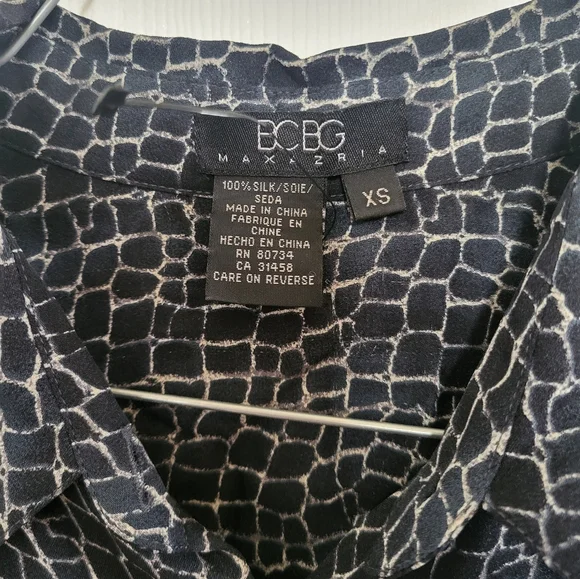 BCBG
MAXAZRIA
100% SILK/SOIE/
SEDA
MADE IN CHINA
FABRIQUE EN
CHINE
HECHO EN CHINA
RN 80734
CA 31458
CARE ON REVERSE
XS